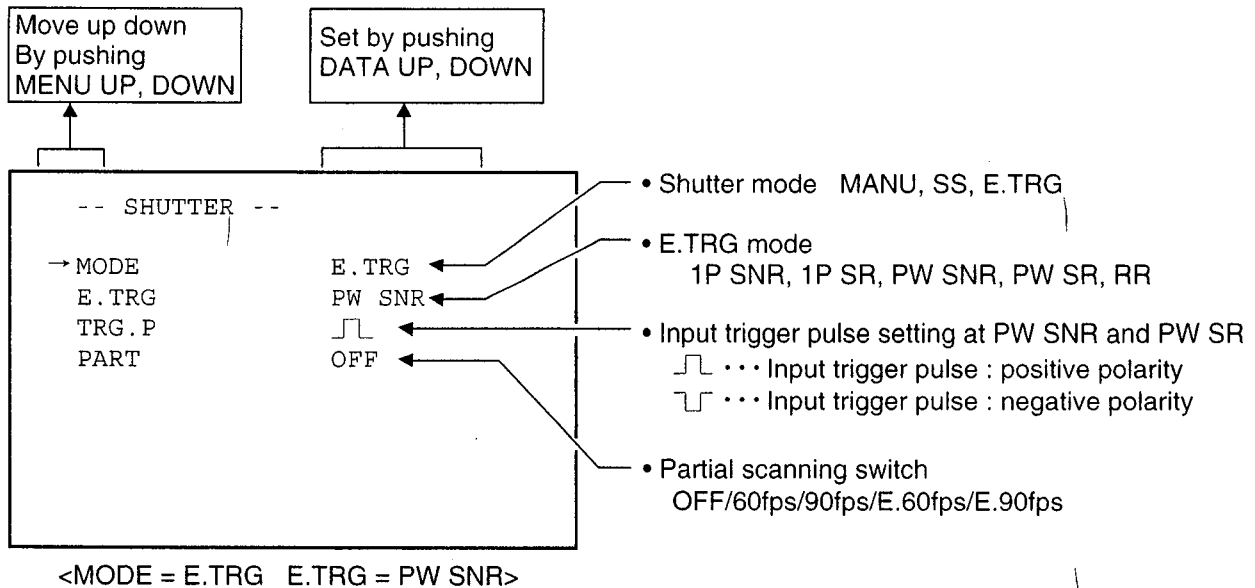 Move up down
By pushing
MENU UP, DOWN
Set by pushing
DATA UP, DOWN
-- SHUTTER --
→ MODE E.TRG
E.TRG PW SNR
TRG.P
PART OFF
• Shutter mode MANU, SS, E.TRG
• E.TRG mode
1P SNR, 1P SR, PW SNR, PW SR, RR
• Input trigger pulse setting at PW SNR and PW SR
··· Input trigger pulse : positive polarity
··· Input trigger pulse : negative polarity
• Partial scanning switch
OFF/60fps/90fps/E.60fps/E.90fps
<MODE = E.TRG E.TRG = PW SNR>